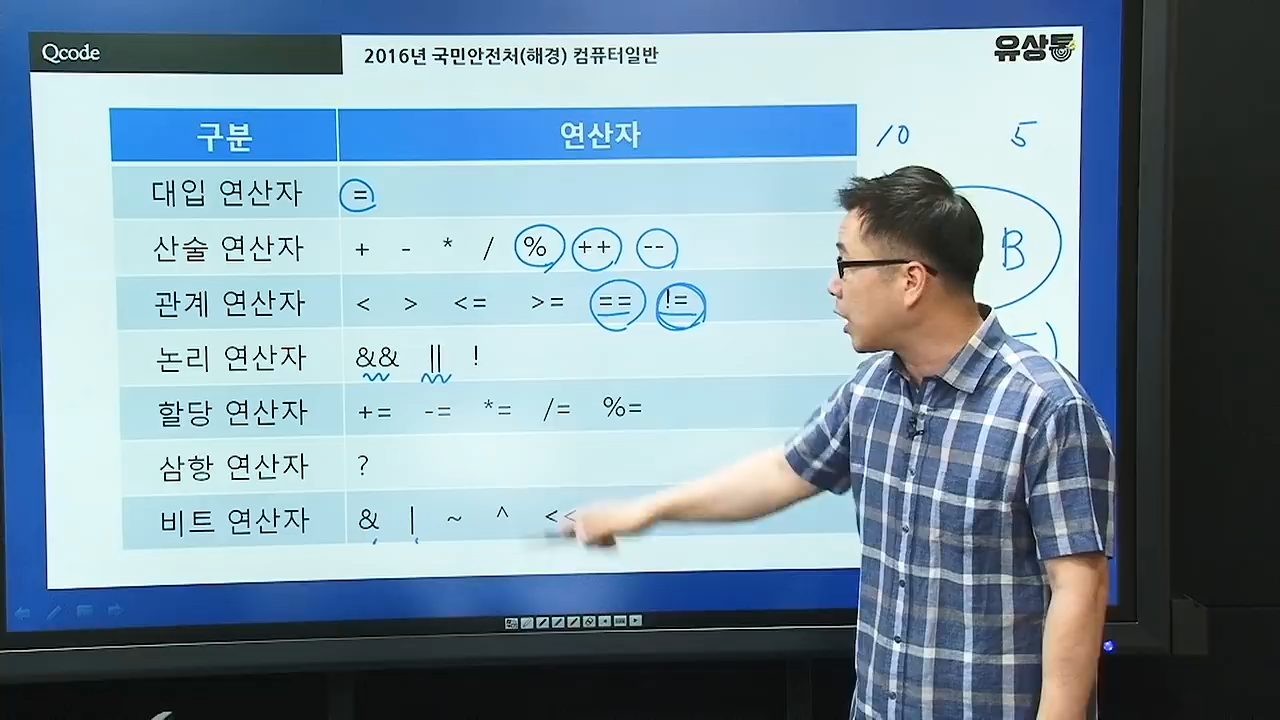 Qcode
2016년 국민안전처(해경) 컴퓨터일반
유상통
구분 연산자
10 5
대입 연산자 =
산술 연산자 + - * / % ++ --
B
관계 연산자 < > <= >= == !=
논리 연산자 && || !
할당 연산자 += -= *= /= %=
삼항 연산자 ?
비트 연산자 & | ~ ^ <<